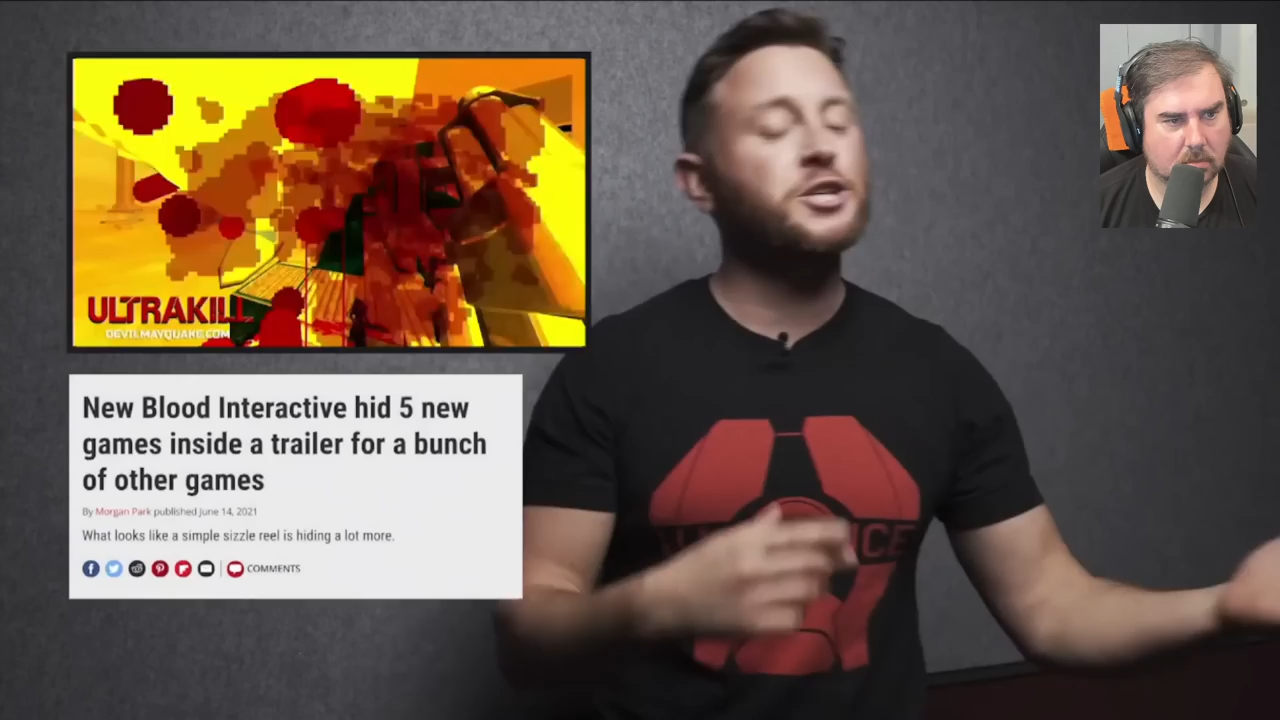 ULTRAKILL
DEVILMAYQUAKE.COM
New Blood Interactive hid 5 new
games inside a trailer for a bunch
of other games
By Morgan Park published June 14, 2021
What looks like a simple sizzle reel is hiding a lot more.
COMMENTS